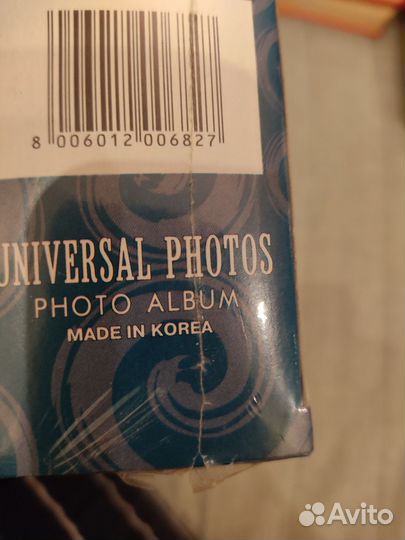 8 006012 006827
UNIVERSAL PHOTOS
PHOTO ALBUM
MADE IN KOREA
Avito